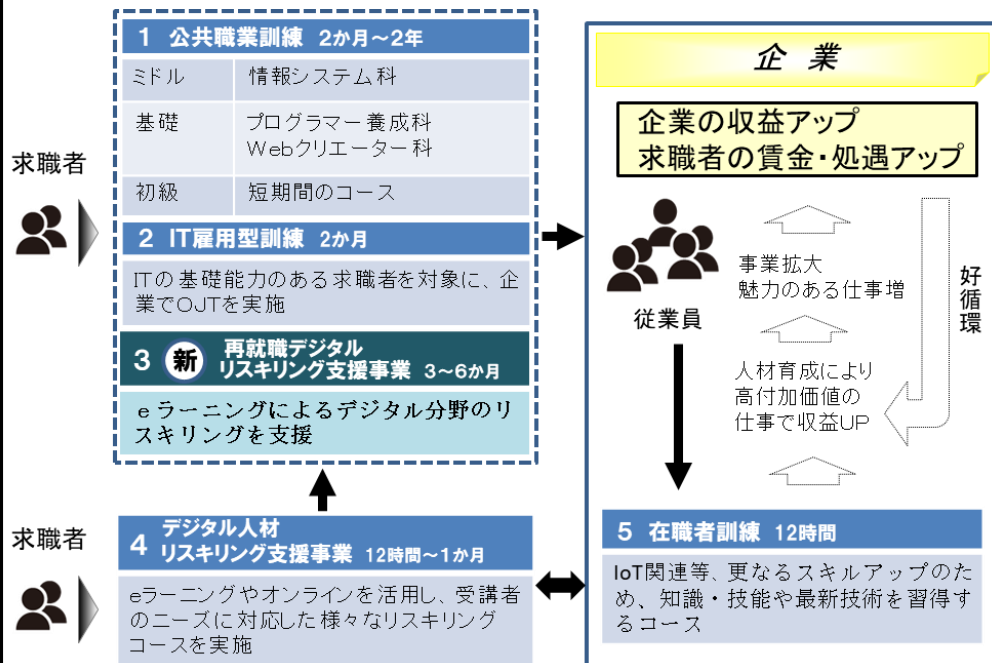 求職者
1 公共職業訓練 2か月～2年
ミドル 情報システム科
基礎 プログラマー養成科
Webクリエーター科
初級 短期間のコース
2 IT雇用型訓練 2か月
ITの基礎能力のある求職者を対象に、企
業でOJTを実施
3 新 再就職デジタル
リスキリング支援事業 3～6か月
eラーニングによるデジタル分野のリ
スキリングを支援
求職者
4 デジタル人材
リスキリング支援事業 12時間～1か月
eラーニングやオンラインを活用し、受講者
のニーズに対応した様々なリスキリング
コースを実施
企業
企業の収益アップ
求職者の賃金・処遇アップ
従業員
事業拡大
魅力のある仕事増
好循環
人材育成により
高付加価値の
仕事で収益UP
5 在職者訓練 12時間
IoT関連等、更なるスキルアップのた
め、知識・技能や最新技術を習得す
るコース